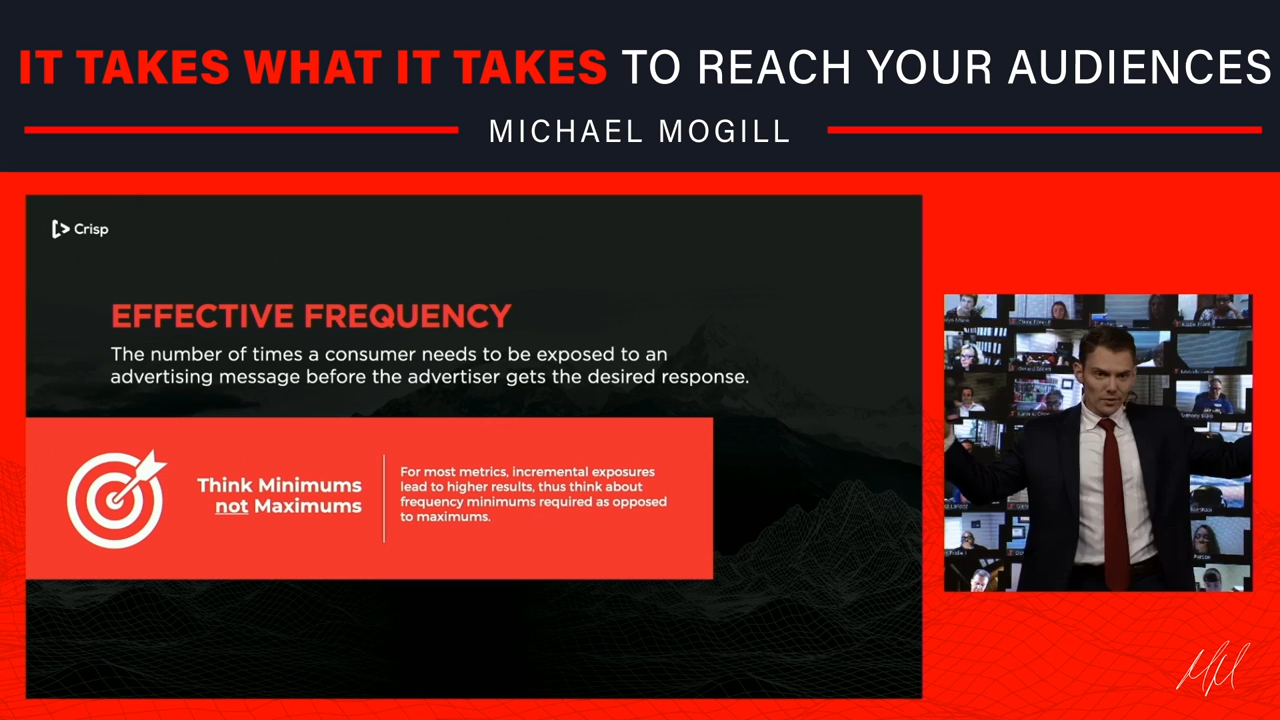 IT TAKES WHAT IT TAKES TO REACH YOUR AUDIENCES
MICHAEL MOGILL
Crisp
EFFECTIVE FREQUENCY
The number of times a consumer needs to be exposed to an
advertising message before the advertiser gets the desired response.
Think Minimums
not Maximums
For most metrics, incremental exposures
lead to higher results, thus think about
frequency minimums required as opposed
to maximums.